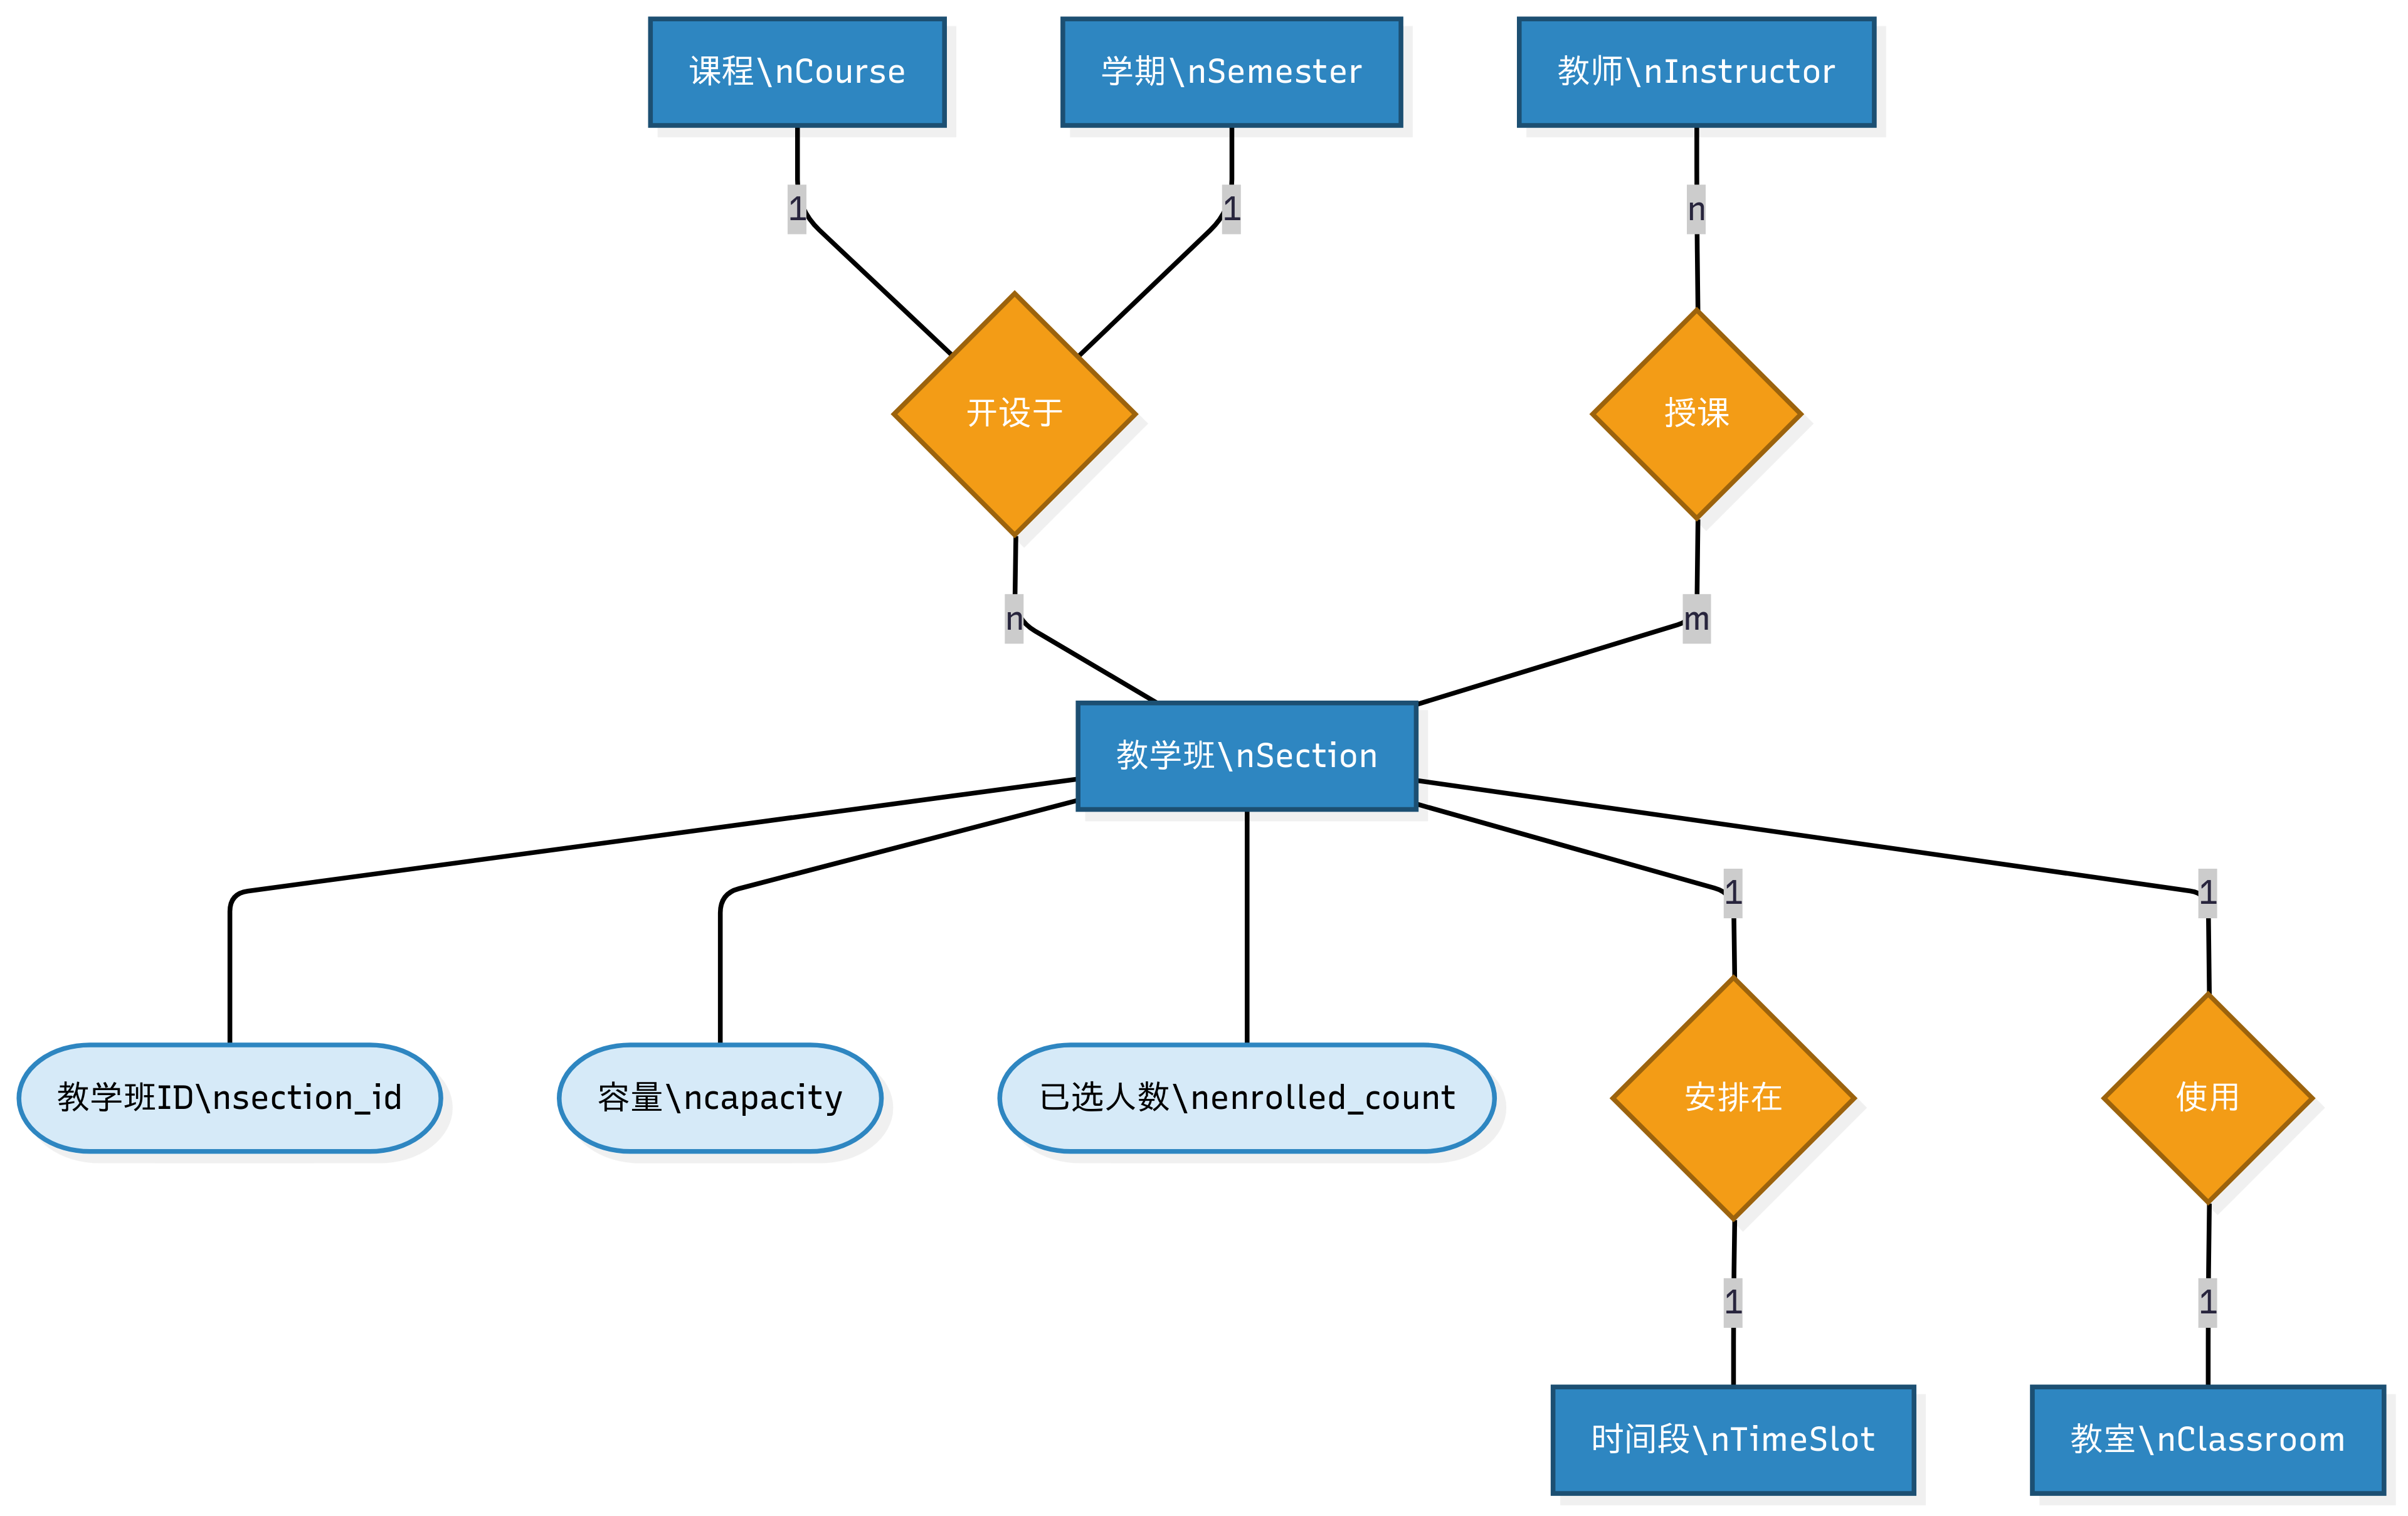 课程\nCourse
学期\nSemester
教师\nInstructor
1
1
n
开设于
授课
n
m
教学班\nSection
1
1
教学班ID\nsection_id
容量\ncapacity
已选人数\nenrolled_count
安排在
使用
1
1
时间段\nTimeSlot
教室\nClassroom